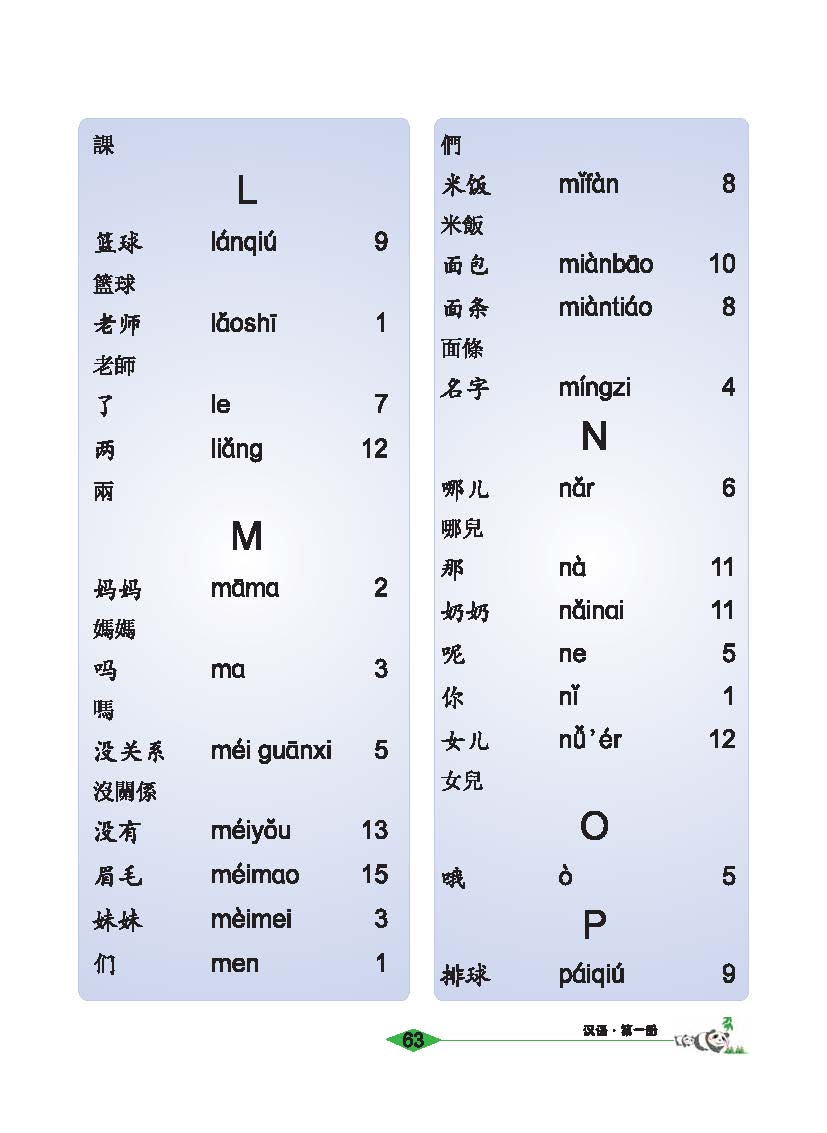 課
L
篮球 lánqiú 9
籃球
老师 lǎoshī 1
老師
了 le 7
两 liǎng 12
兩
M
妈妈 māma 2
媽媽
吗 ma 3
嗎
没关系 méi guānxi 5
沒關係
没有 méiyǒu 13
眉毛 méimao 15
妹妹 mèimei 3
们 men 1
們
米饭 mǐfàn 8
米飯
面包 miànbāo 10
面条 miàntiáo 8
面條
名字 míngzi 4
N
哪儿 nǎr 6
哪兒
那 nà 11
奶奶 nǎinai 11
呢 ne 5
你 nǐ 1
女儿 nǚ’ér 12
女兒
O
哦 ò 5
P
排球 páiqiú 9
63
汉语·第一册